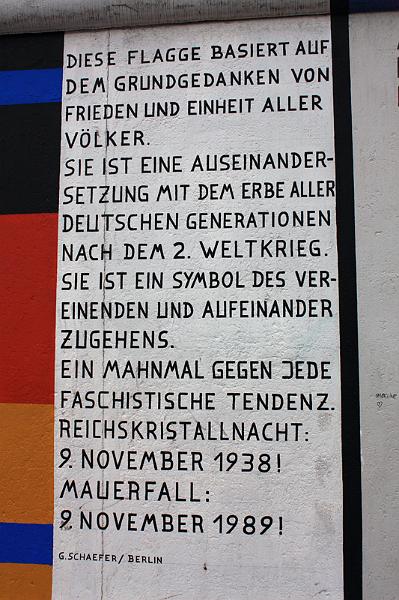 DIESE FLAGGE BASIERT AUF
DEM GRUNDGEDANKEN VON
FRIEDEN UND EINHEIT ALLER
VÖLKER.
SIE IST EINE AUSEINANDER-
SETZUNG MIT DEM ERBE ALLER
DEUTSCHEN GENERATIONEN
NACH DEM 2. WELTKRIEG.
SIE IST EIN SYMBOL DES VER-
EINENDEN UND AUFEINANDER
ZUGEHENS.
EIN MAHNMAL GEGEN JEDE
FASCHISTISCHE TENDENZ.
REICHSKRISTALLNACHT:
9. NOVEMBER 1938!
MAUERFALL:
9 NOVEMBER 1989!
G. SCHAEFER / BERLIN